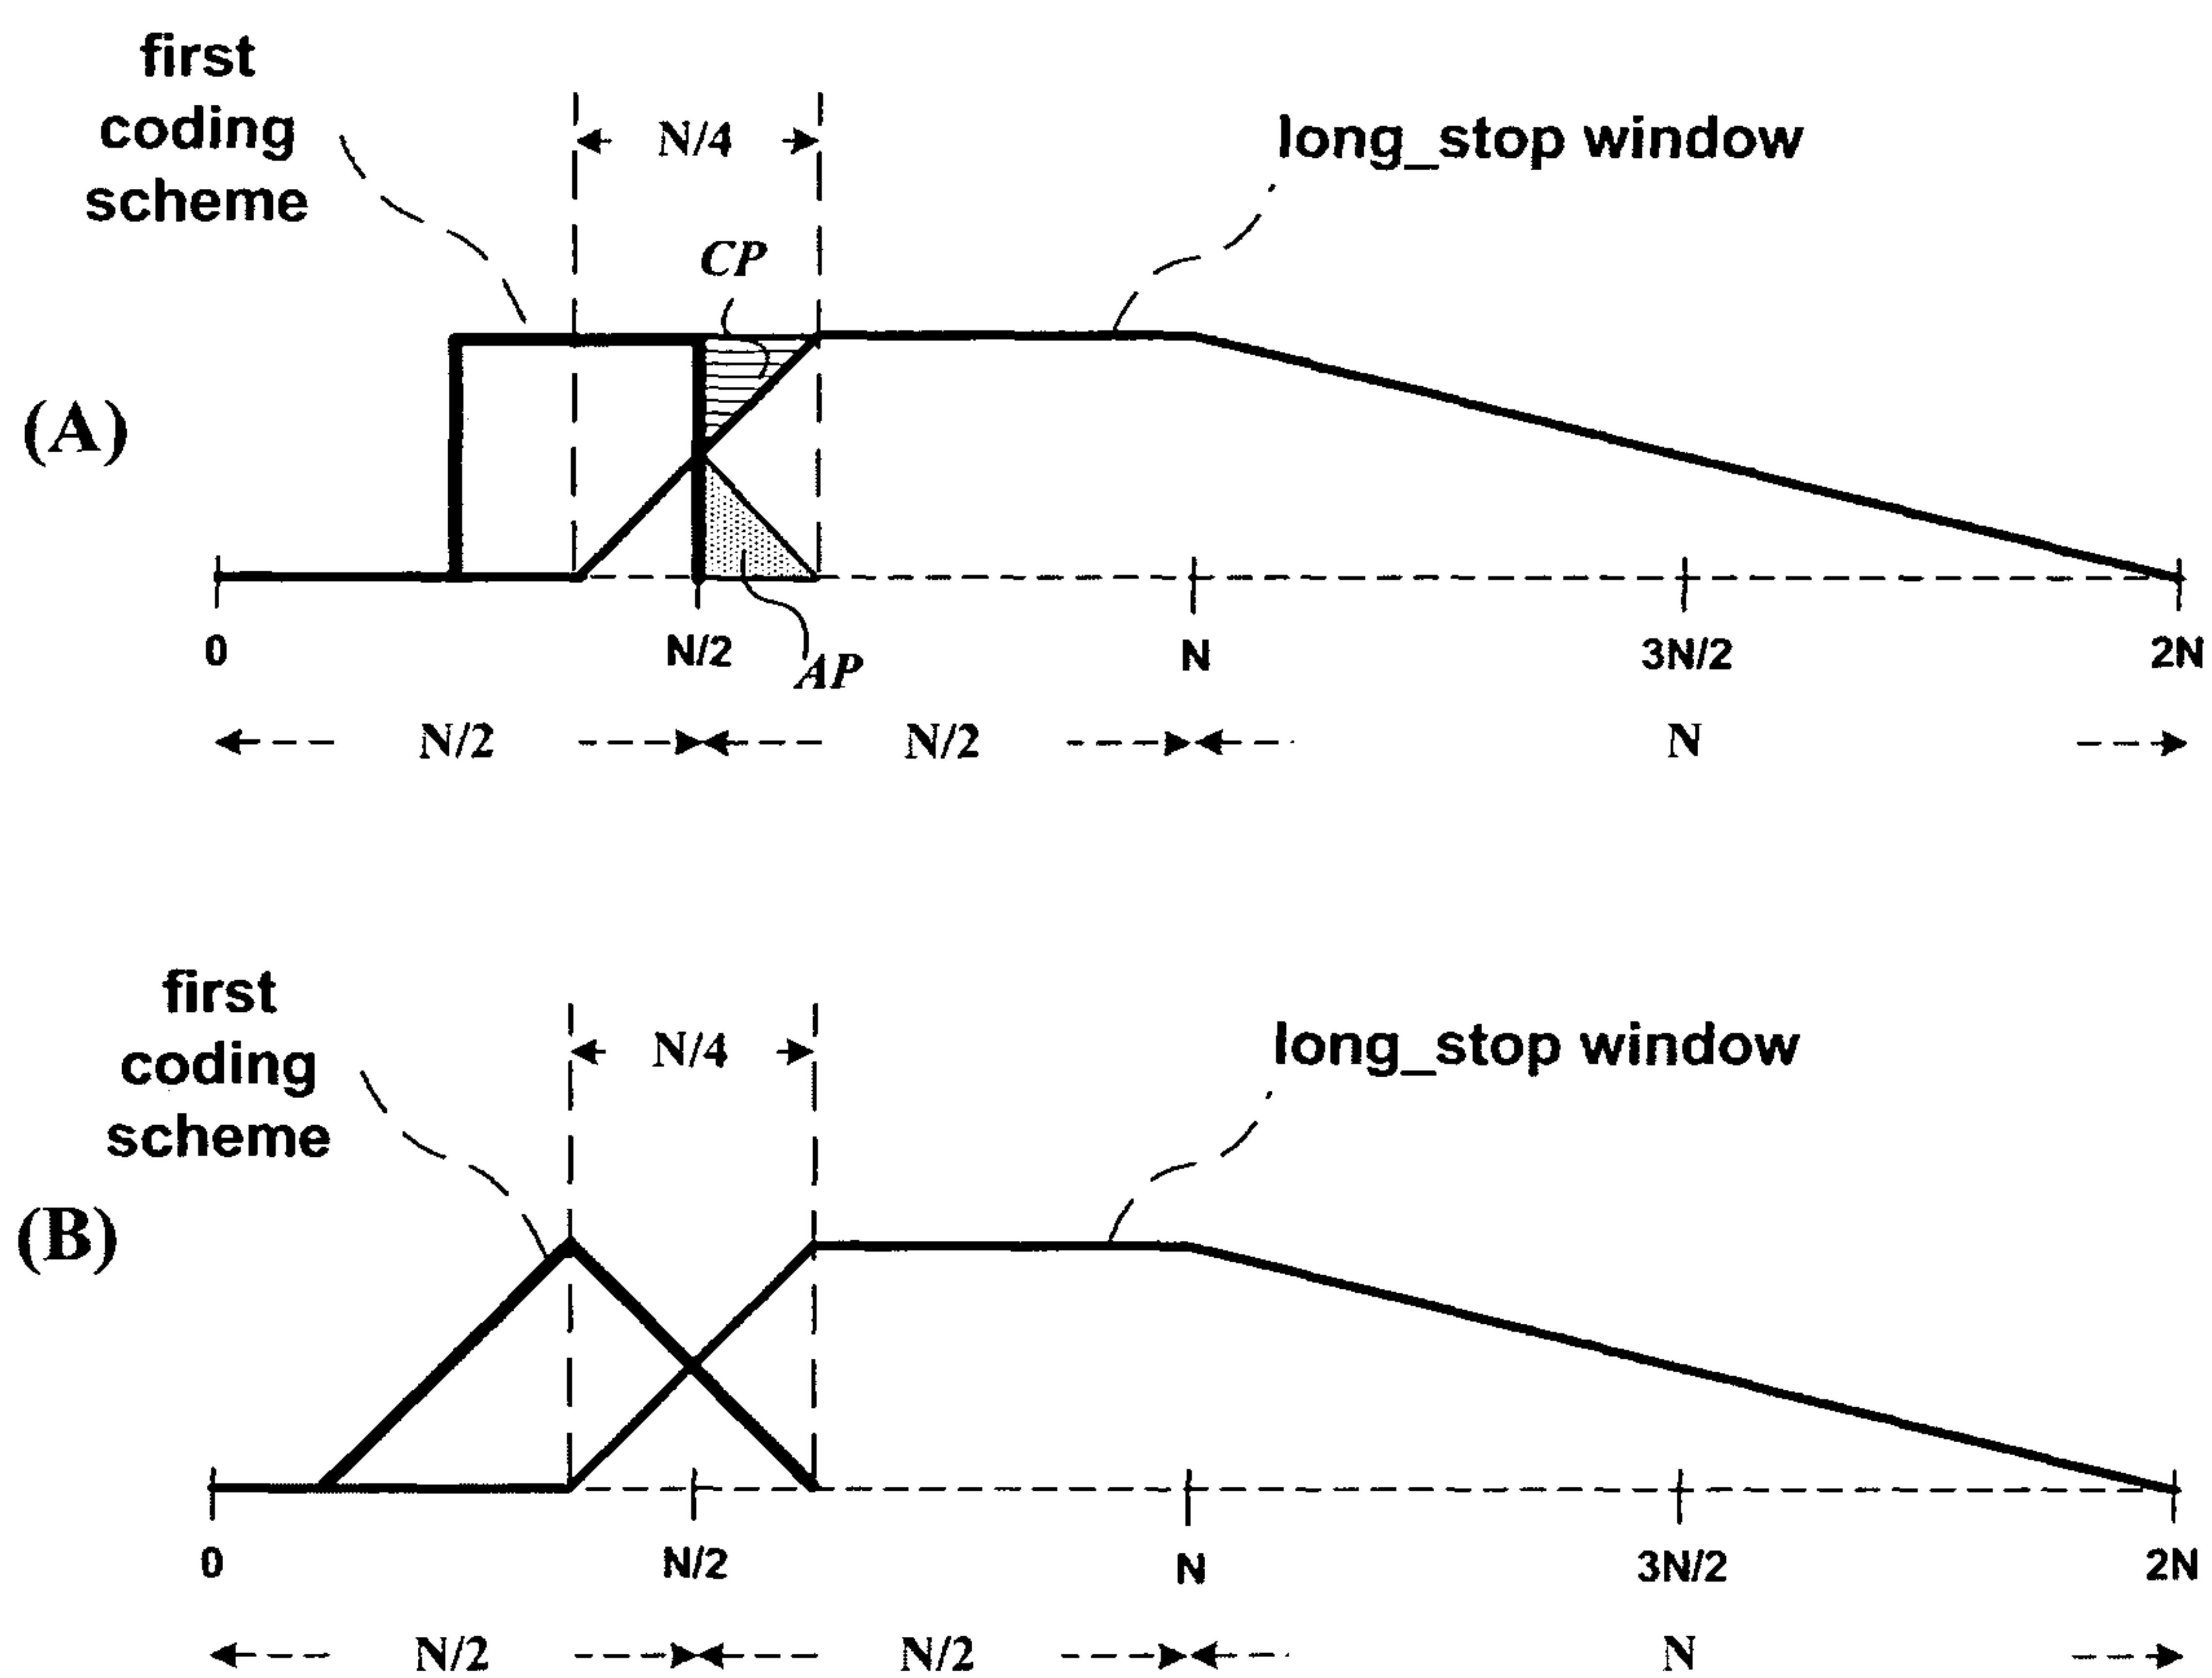 first
coding
scheme
N/4
long_stop window
CP
(A)
0
N/2
AP
N
3N/2
2N
N/2
N/2
N
first
coding
scheme
N/4
long_stop window
(B)
0
N/2
N
3N/2
2N
N/2
N/2
N